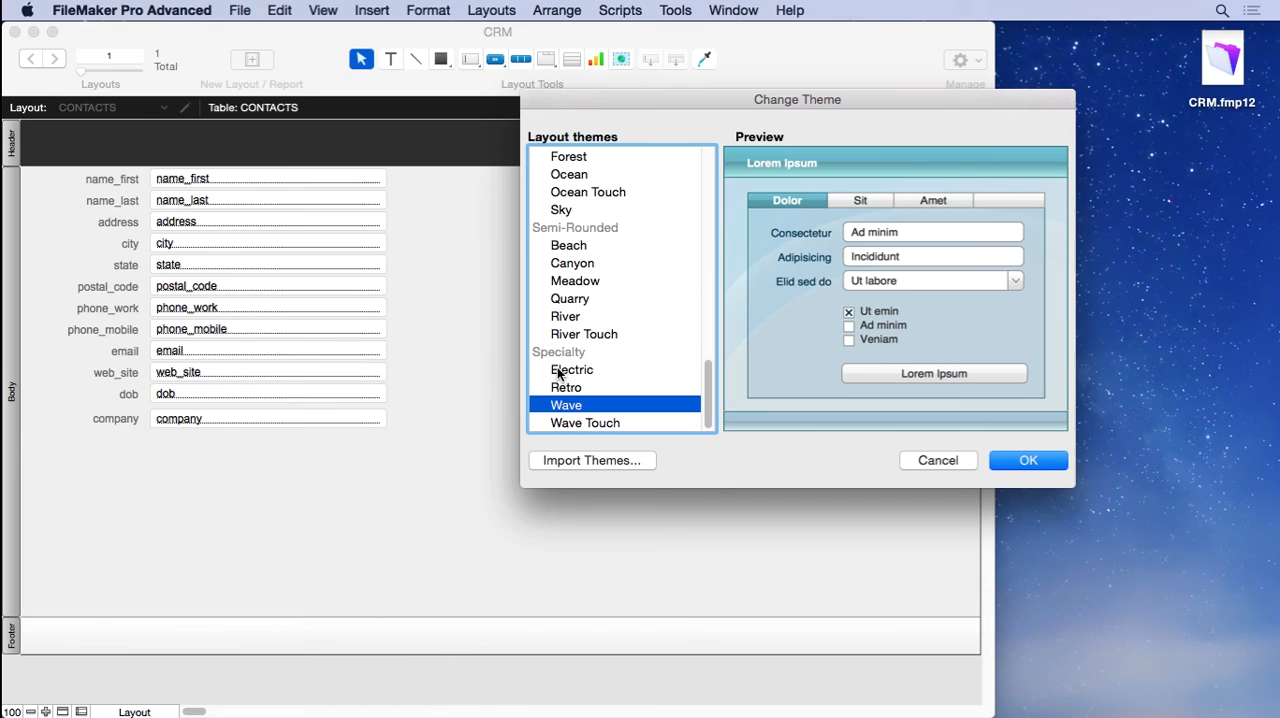 FileMaker Pro Advanced File Edit View Insert Format Layouts Arrange Scripts Tools Window Help
CRM
1
1
Total
Layouts
New Layout / Report
Layout Tools
Manage
Layout: CONTACTS
Table: CONTACTS
Header
Body
Footer
name_first name_first
name_last name_last
address address
city city
state state
postal_code postal_code
phone_work phone_work
phone_mobile phone_mobile
email email
web_site web_site
dob dob
company company
100
Layout
Change Theme
Layout themes
Forest
Ocean
Ocean Touch
Sky
Semi-Rounded
Beach
Canyon
Meadow
Quarry
River
River Touch
Specialty
Electric
Retro
Wave
Wave Touch
Import Themes...
Preview
Lorem Ipsum
Dolor Sit Amet
Consectetur Ad minim
Adipisicing Incididunt
Elid sed do Ut labore
Ut emin
Ad minim
Veniam
Lorem Ipsum
Cancel
OK
CRM.fmp12